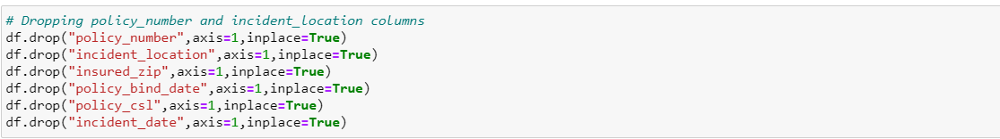 # Dropping policy_number and incident_location columns
df.drop("policy_number",axis=1,inplace=True)
df.drop("incident_location",axis=1,inplace=True)
df.drop("insured_zip",axis=1,inplace=True)
df.drop("policy_bind_date",axis=1,inplace=True)
df.drop("policy_csl",axis=1,inplace=True)
df.drop("incident_date",axis=1,inplace=True)